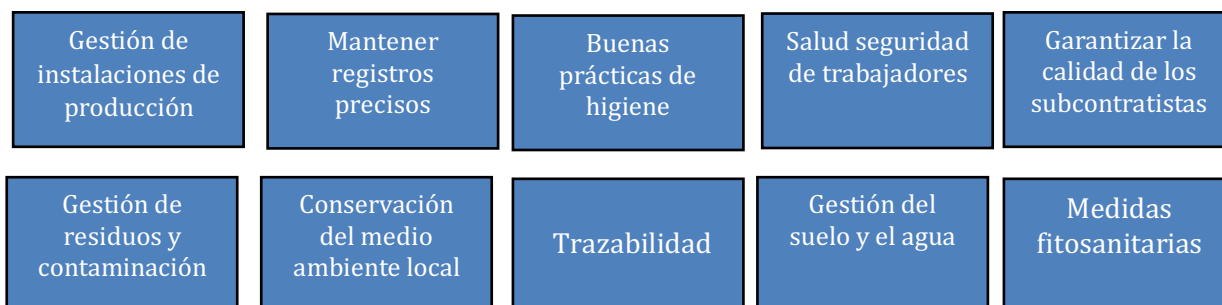 Gestión de
instalaciones de
producción
Mantener
registros
precisos
Buenas
prácticas de
higiene
Salud seguridad
de trabajadores
Garantizar la
calidad de los
subcontratistas
Gestión de
residuos y
contaminación
Conservación
del medio
ambiente local
Trazabilidad
Gestión del
suelo y el agua
Medidas
fitosanitarias